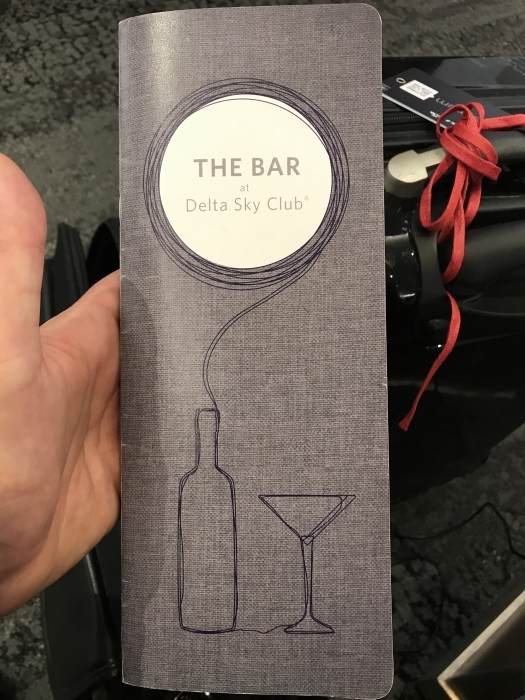 THE BAR
at
Delta Sky Club®